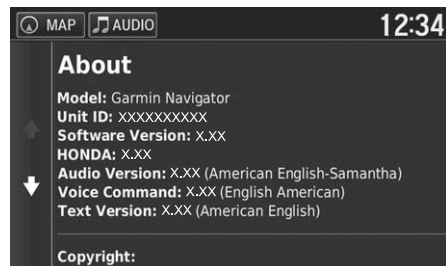 MAP AUDIO 12:34
About
Model: Garmin Navigator
Unit ID: XXXXXXXXXX
Software Version: X.XX
HONDA: X.XX
Audio Version: X.XX (American English-Samantha)
Voice Command: X.XX (English American)
Text Version: X.XX (American English)
Copyright: